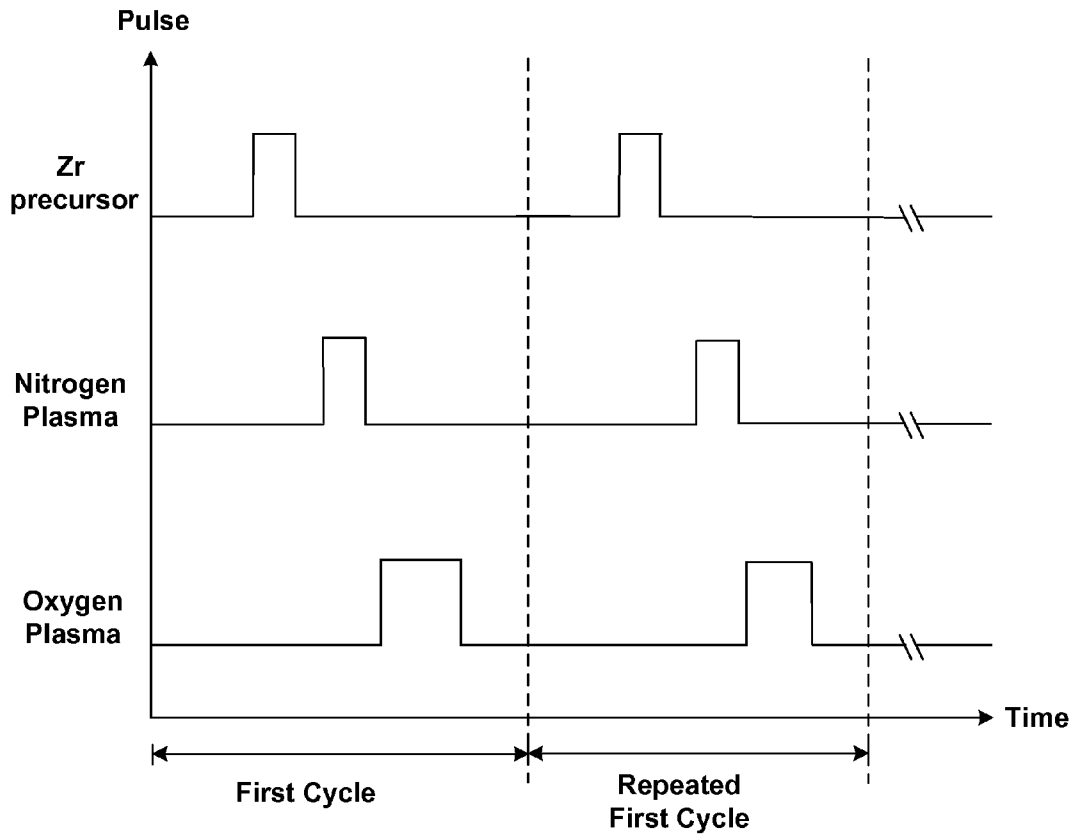 Pulse
Zr
precursor
Nitrogen
Plasma
Oxygen
Plasma
Time
First Cycle
Repeated
First Cycle